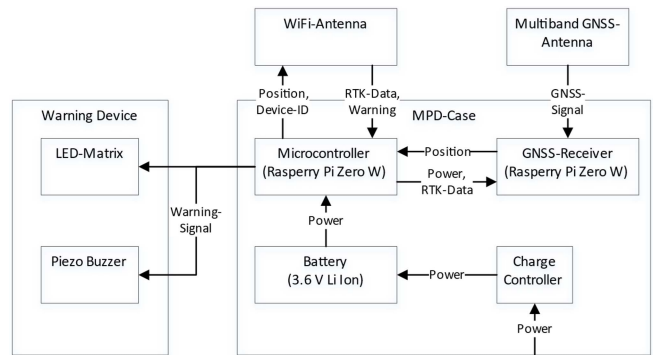 WiFi-Antenna
Multiband GNSS-
Antenna
Position,
Device-ID
RTK-Data,
Warning
GNSS-
Signal
Warning Device
MPD-Case
LED-Matrix
Microcontroller
(Rasperry Pi Zero W)
Position
GNSS-Receiver
(Rasperry Pi Zero W)
Power,
RTK-Data
Warning-
Signal
Power
Piezo Buzzer
Battery
(3.6 V Li Ion)
Power
Charge
Controller
Power